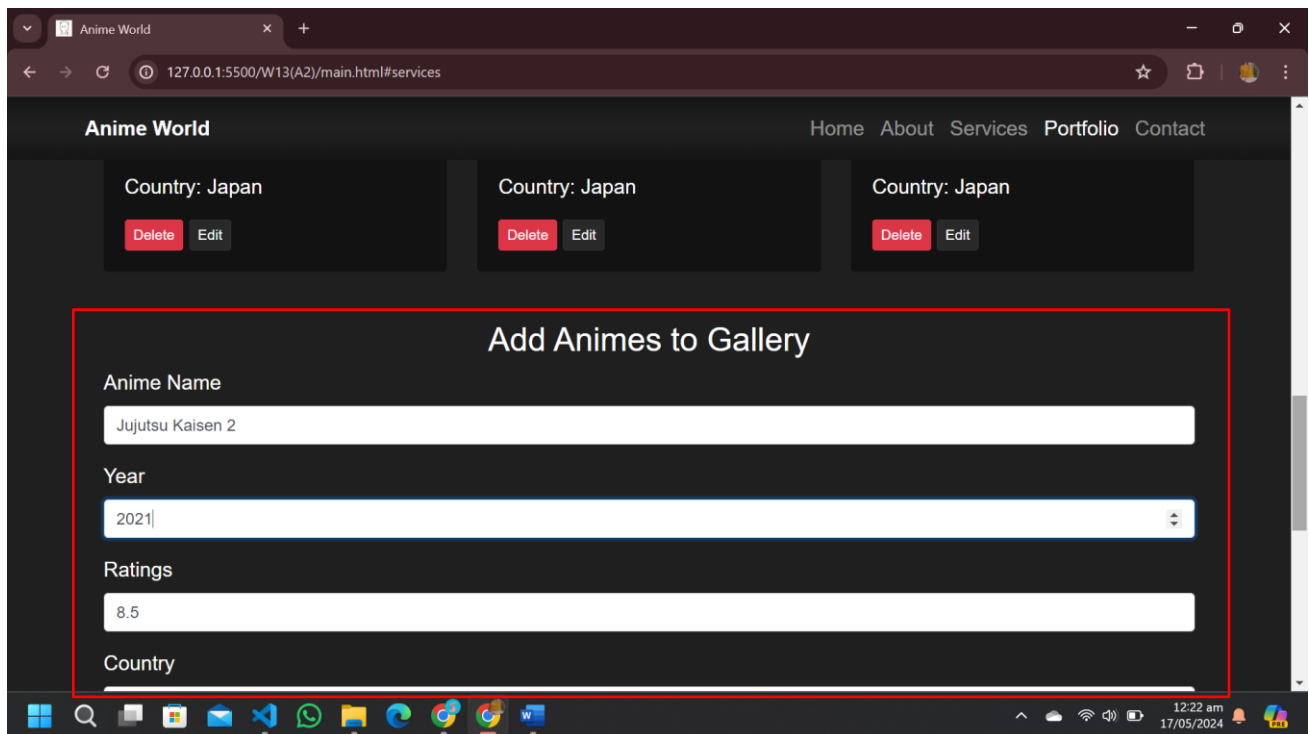 Anime World
127.0.0.1:5500/W13(A2)/main.html#services
Anime World Home About Services Portfolio Contact
Country: Japan Country: Japan Country: Japan
Delete Edit Delete Edit Delete Edit
Add Animes to Gallery
Anime Name
Jujutsu Kaisen 2
Year
2021
Ratings
8.5
Country
12:22 am
17/05/2024
PRE